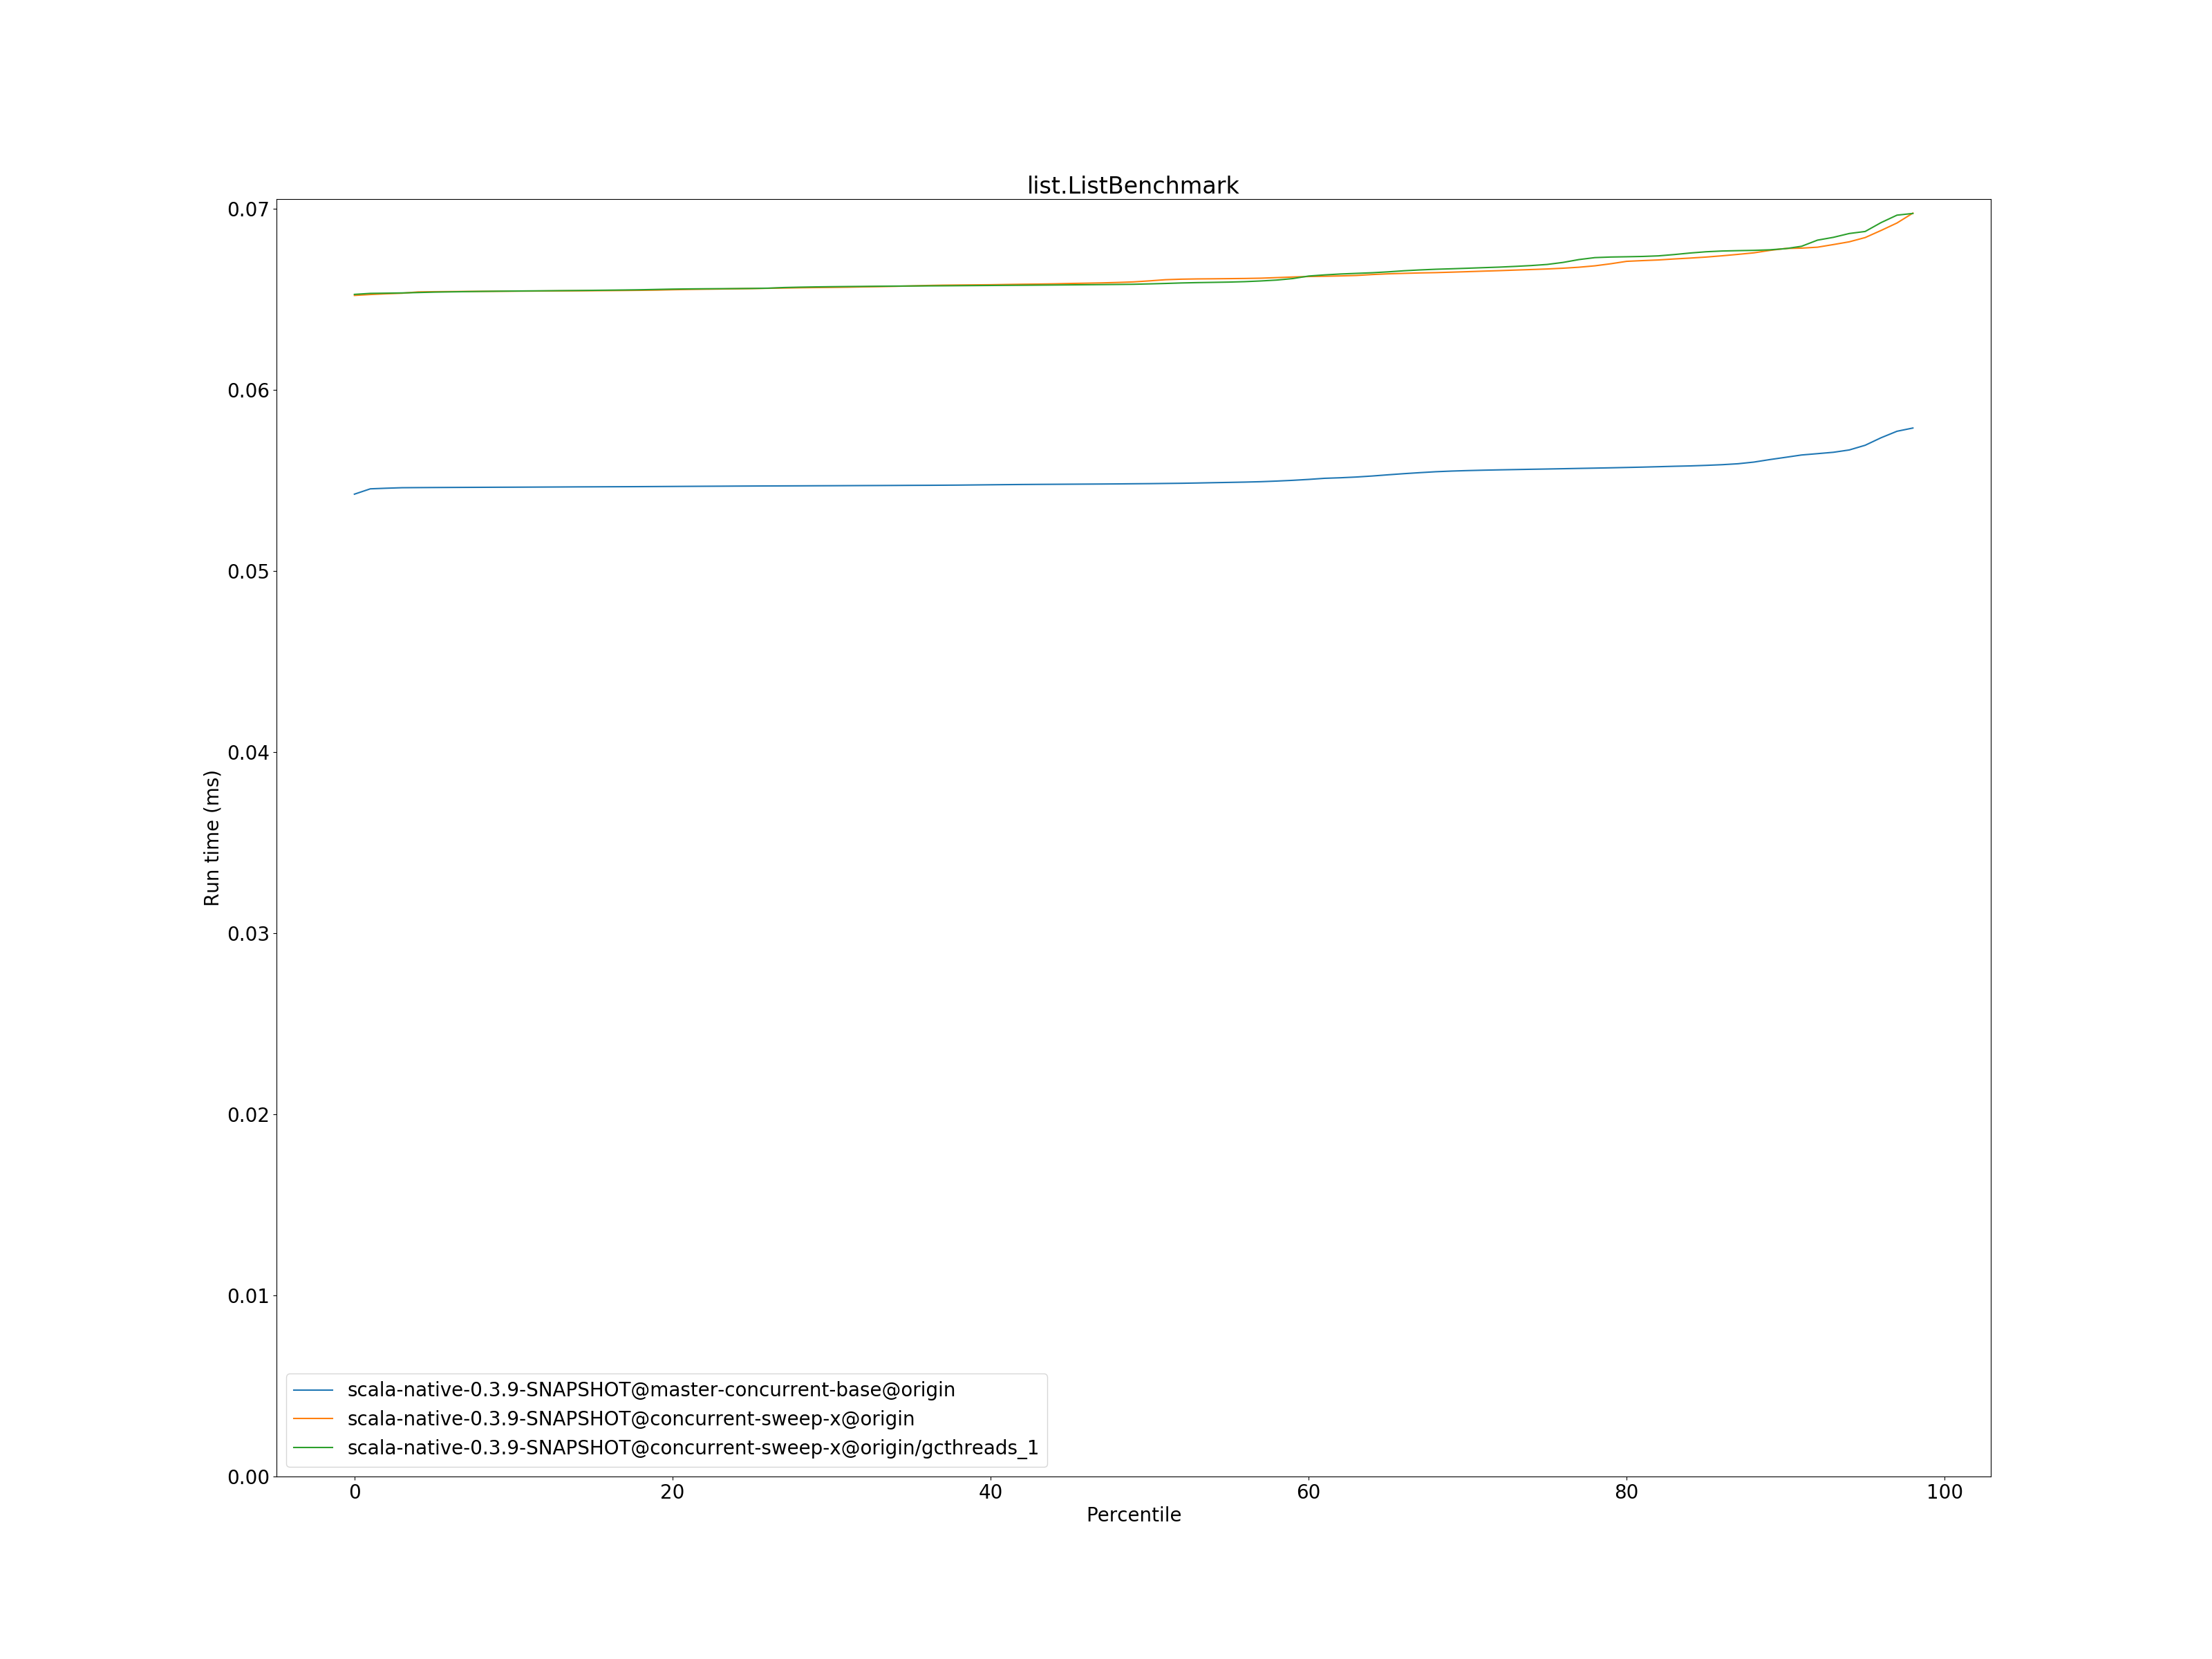 list.ListBenchmark
0.07
0.06
0.05
0.04
0.03
0.02
0.01
0.00
Run time (ms)
scala-native-0.3.9-SNAPSHOT@master-concurrent-base@origin
scala-native-0.3.9-SNAPSHOT@concurrent-sweep-x@origin
scala-native-0.3.9-SNAPSHOT@concurrent-sweep-x@origin/gcthreads_1
0 20 40 60 80 100
Percentile